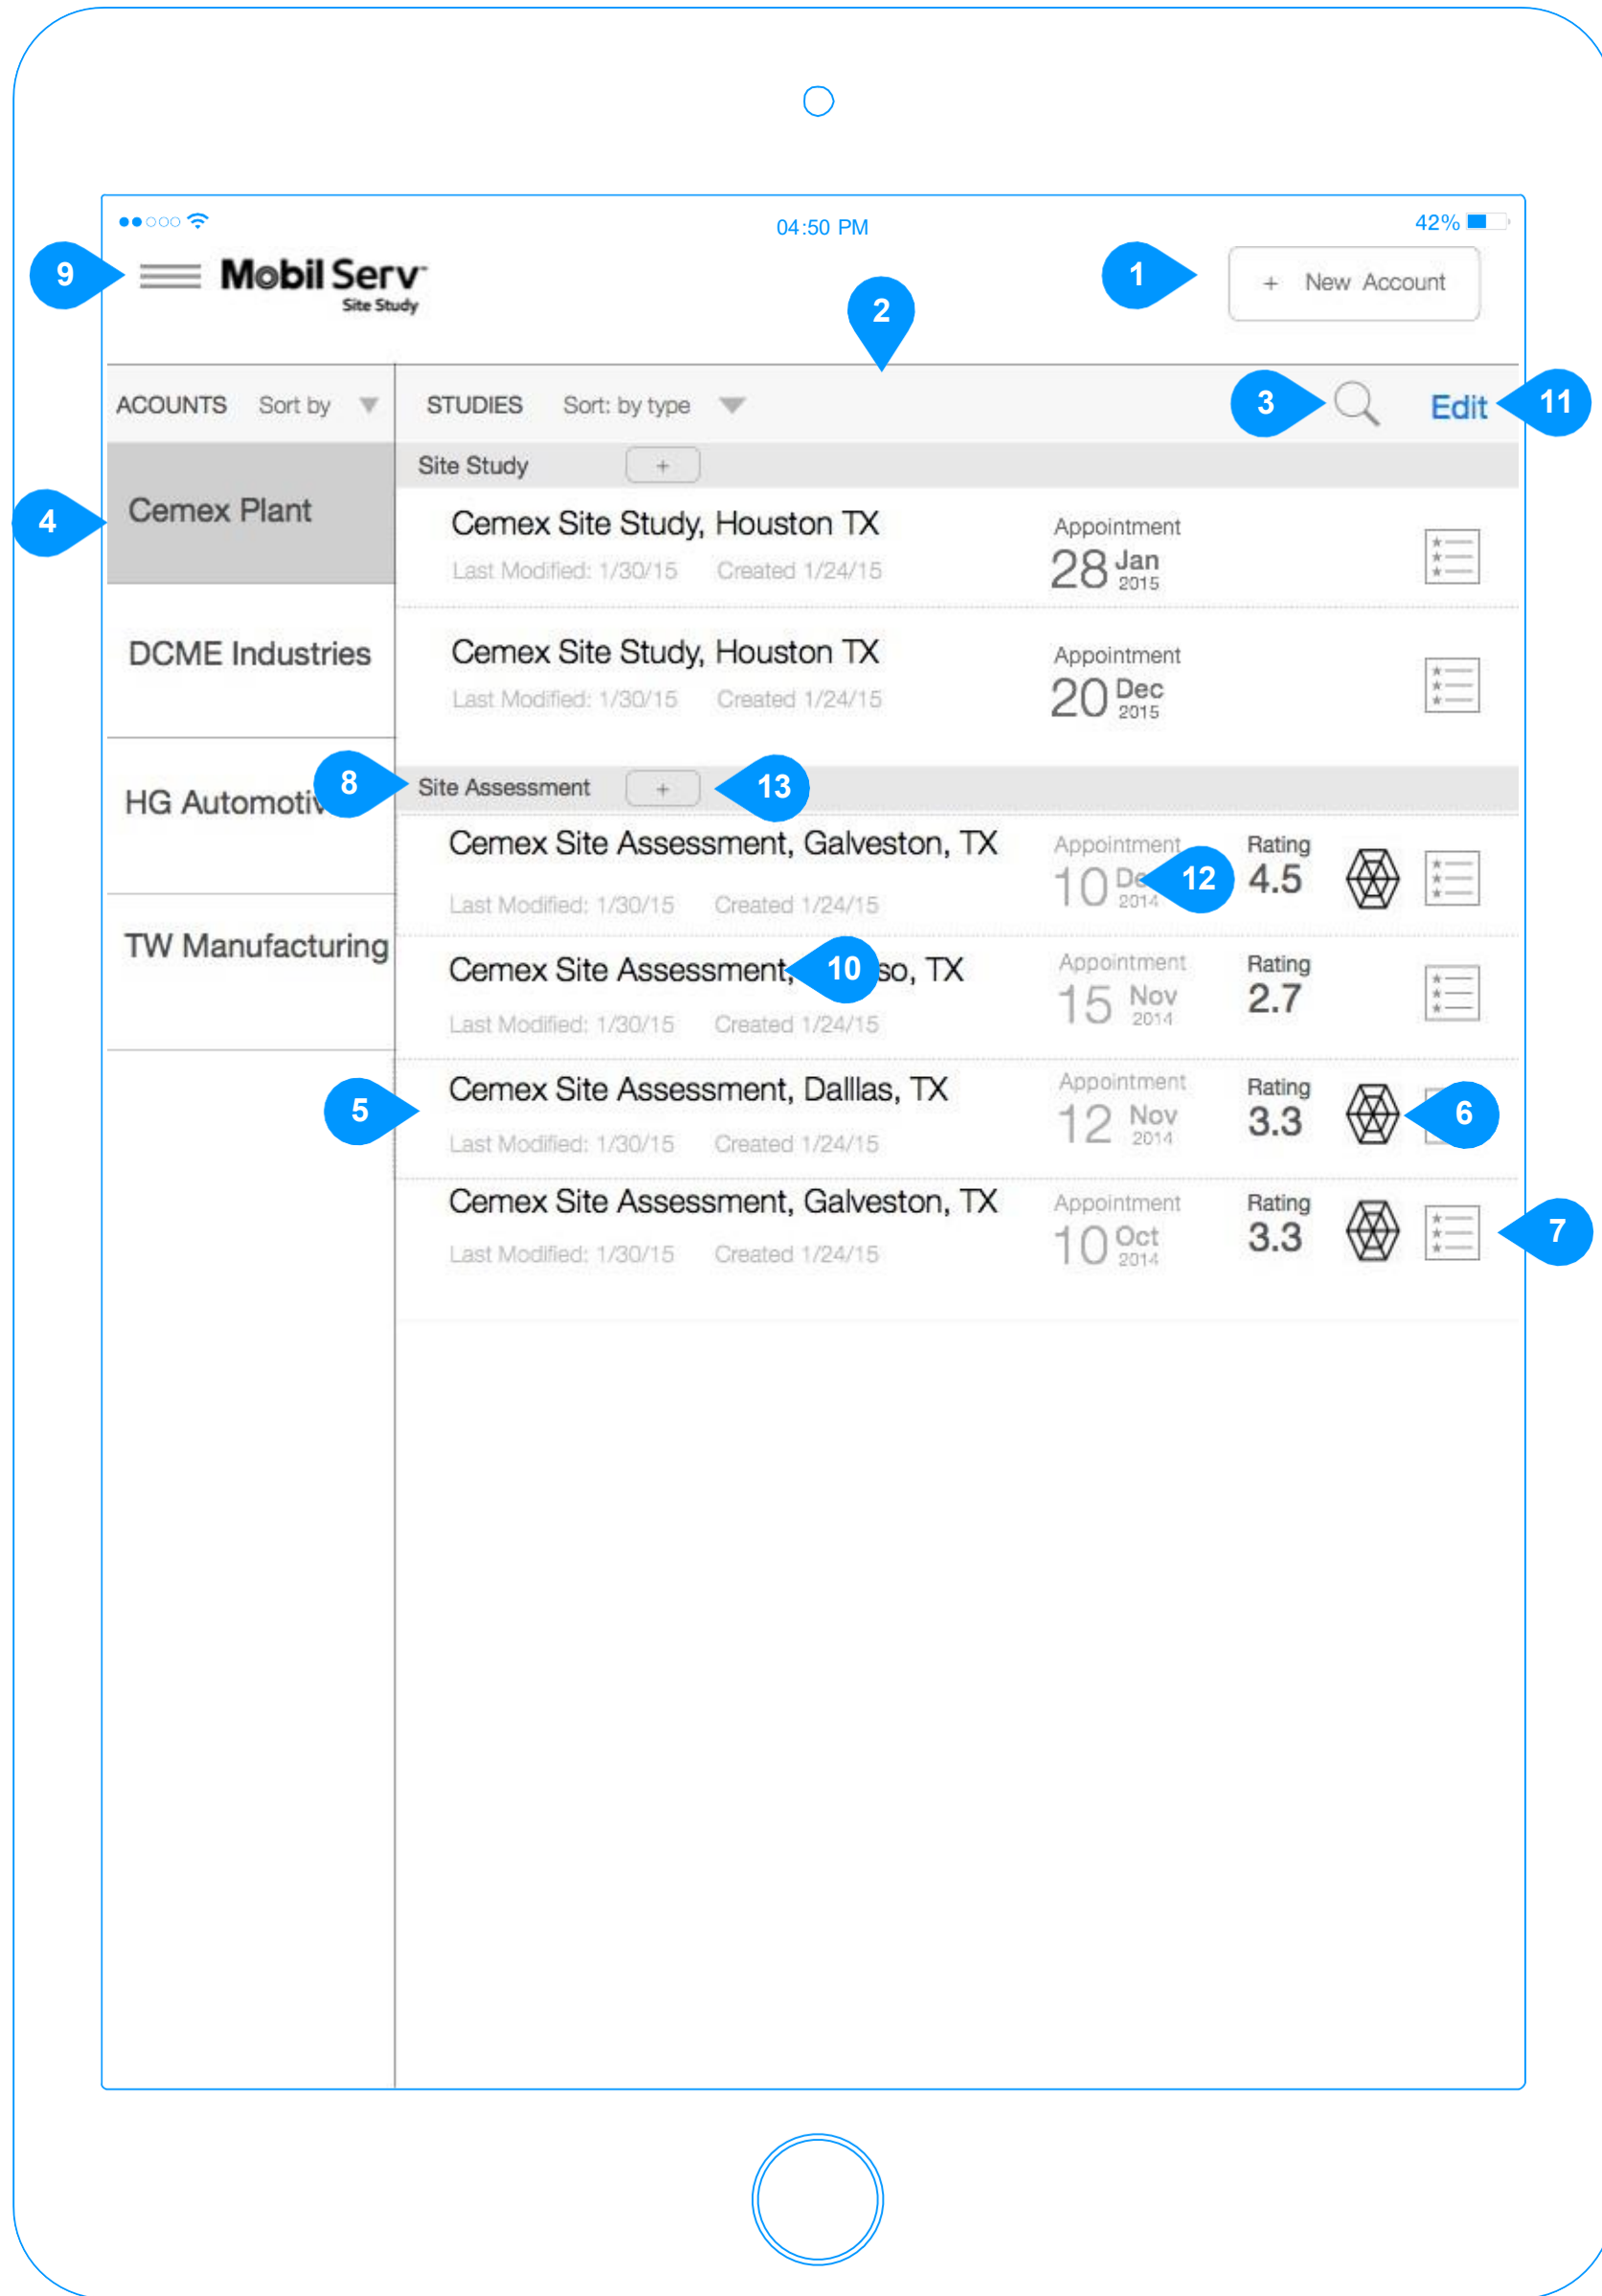 04:50 PM
42%
9
Mobil Serv™
Site Study
1
+ New Account
2
ACOUNTS Sort by
STUDIES Sort: by type
3
Edit
11
Site Study +
4
Cemex Plant
Cemex Site Study, Houston TX
Last Modified: 1/30/15 Created 1/24/15
Appointment
28 Jan
2015
DCME Industries
Cemex Site Study, Houston TX
Last Modified: 1/30/15 Created 1/24/15
Appointment
20 Dec
2015
HG Automotiv
8
Site Assessment +
13
Cemex Site Assessment, Galveston, TX
Last Modified: 1/30/15 Created 1/24/15
Appointment
10 De
2014
12
Rating
4.5
TW Manufacturing
Cemex Site Assessment, 10 so, TX
Last Modified: 1/30/15 Created 1/24/15
Appointment
15 Nov
2014
Rating
2.7
5
Cemex Site Assessment, Dalllas, TX
Last Modified: 1/30/15 Created 1/24/15
Appointment
12 Nov
2014
Rating
3.3
6
Cemex Site Assessment, Galveston, TX
Last Modified: 1/30/15 Created 1/24/15
Appointment
10 Oct
2014
Rating
3.3
7